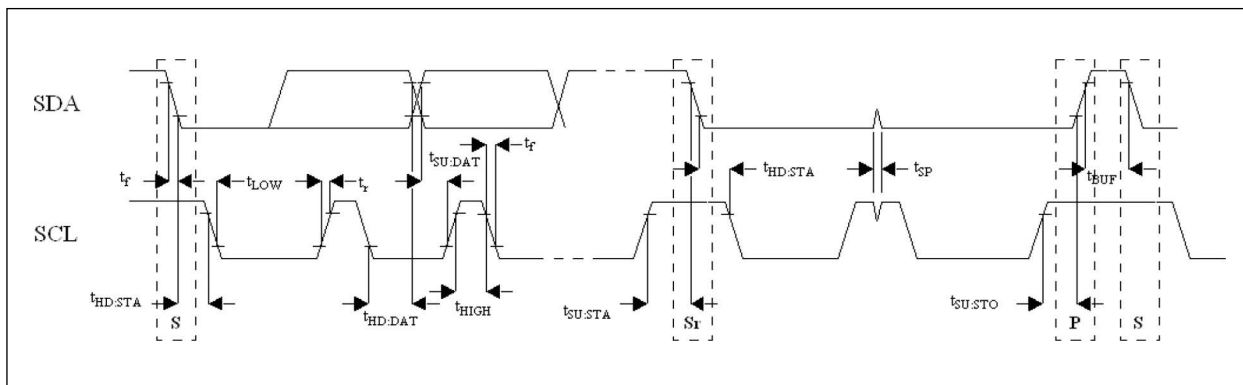 SDA
t_f
t_LOW
t_r
t_SU:DAT
t_f
t_HD:STA
t_SP
t_BUF
SCL
t_HD:STA
S
t_HD:DAT
t_HIGH
t_SU:STA
Sr
t_SU:STO
P
S